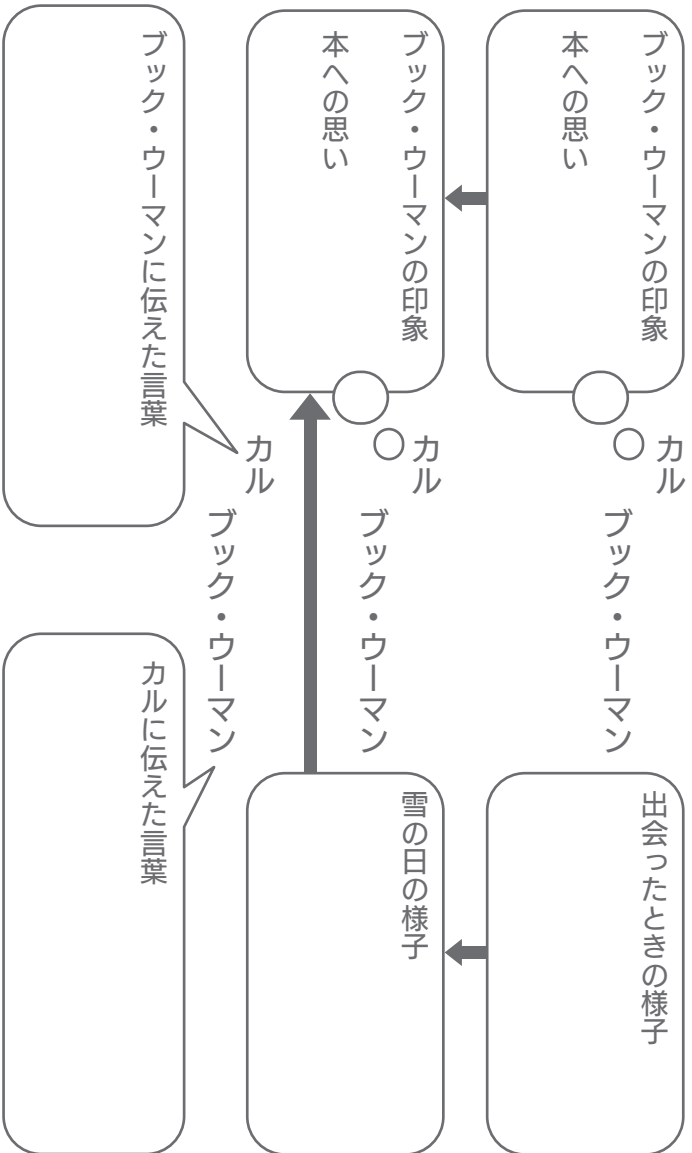 ブック・ウーマンの印象
本への思い
カル
ブック・ウーマン
出会ったときの様子
ブック・ウーマンの印象
本への思い
カル
ブック・ウーマン
雪の日の様子
カル
ブック・ウーマンに伝えた言葉
ブック・ウーマン
カルに伝えた言葉